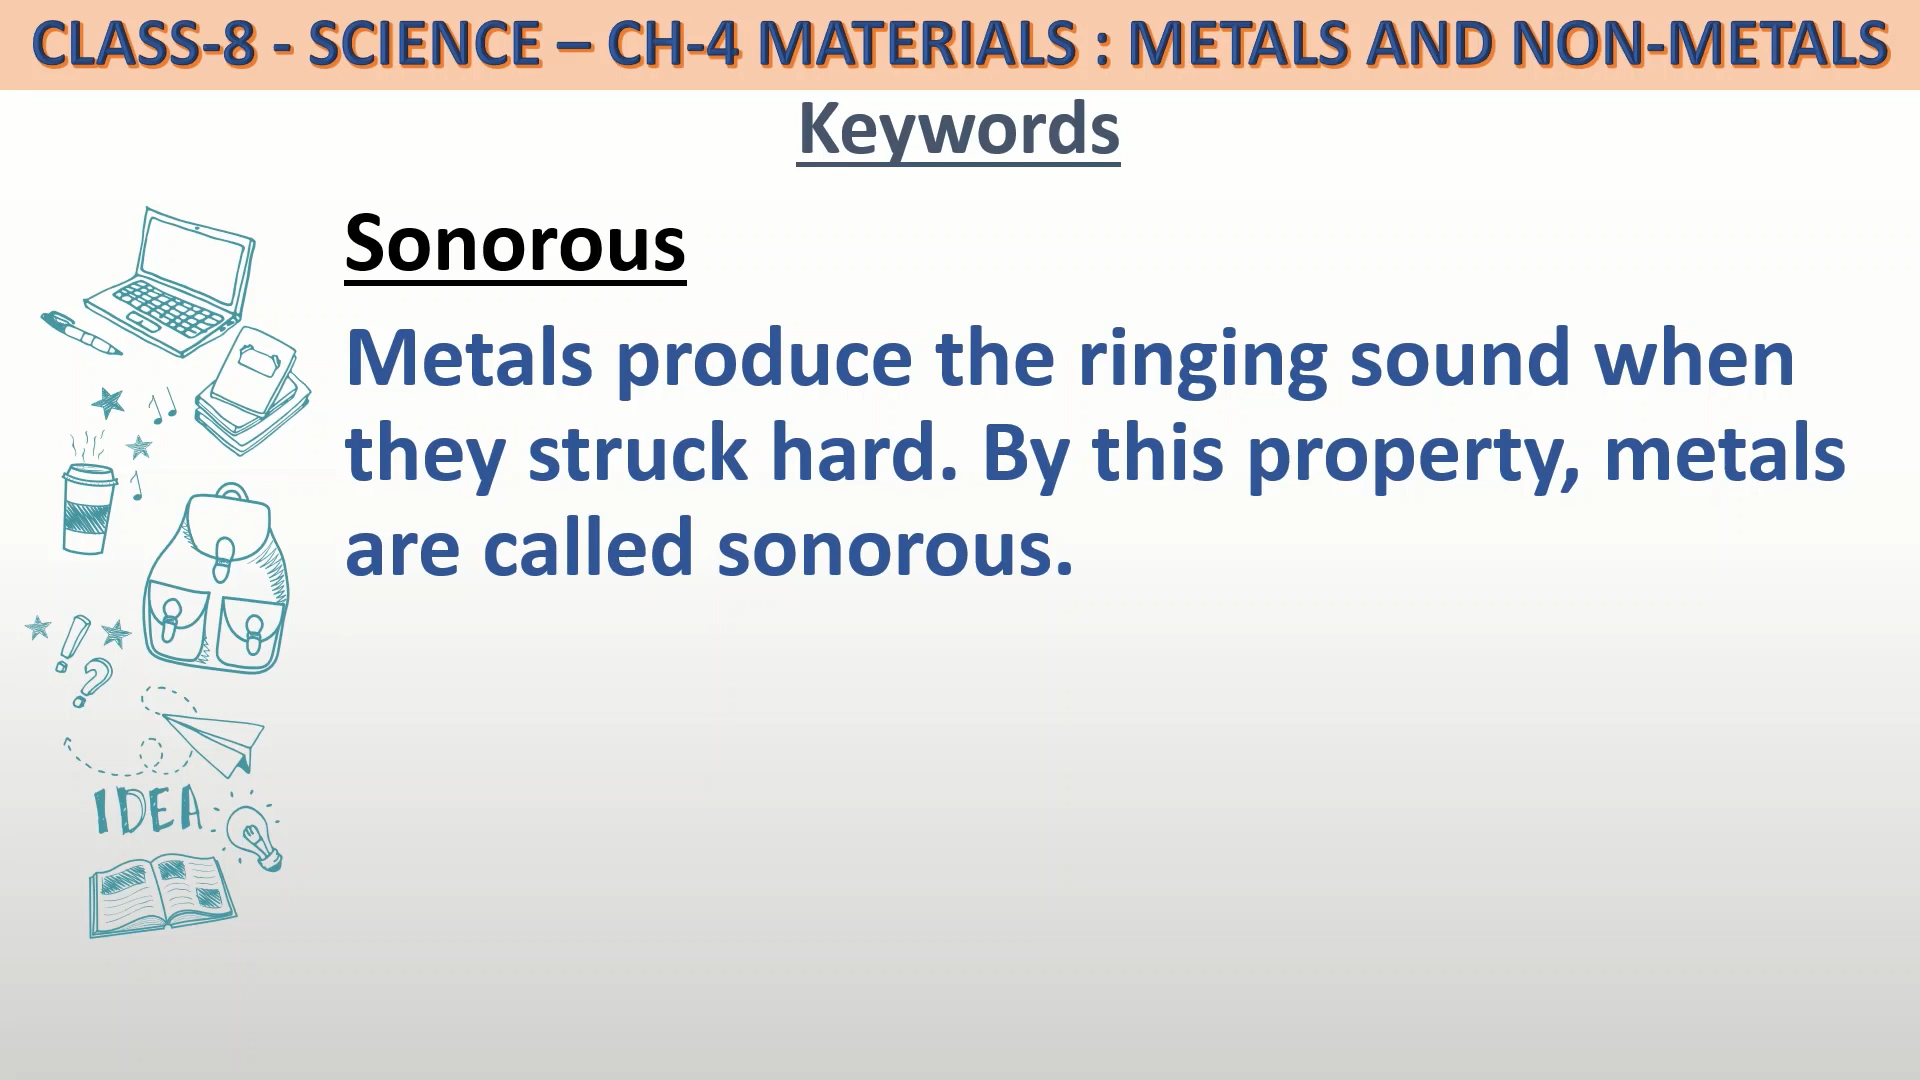 CLASS-8 - SCIENCE – CH-4 MATERIALS : METALS AND NON-METALS
Keywords
Sonorous
Metals produce the ringing sound when
they struck hard. By this property, metals
are called sonorous.
IDEA